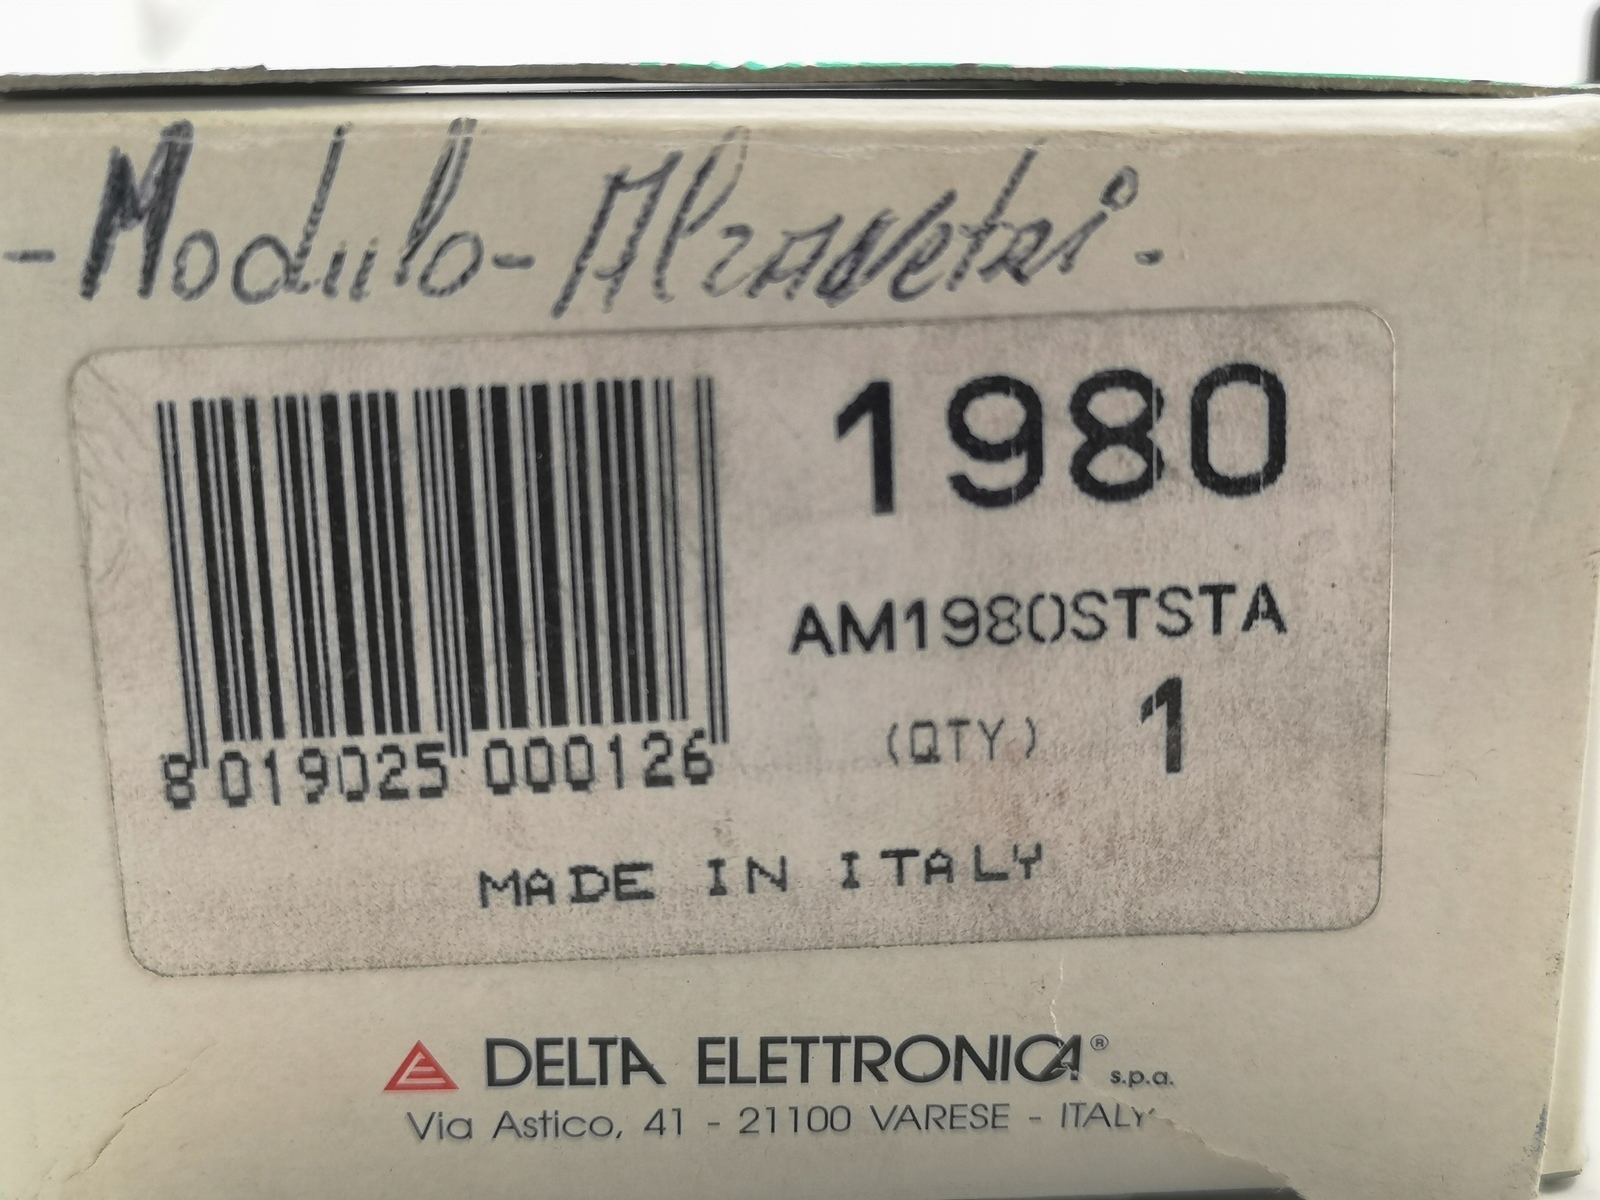 - Modulo - Alzavetri -
1980
AM1980STSTA
(QTY) 1
8 019025 000126
MADE IN ITALY
DELTA ELETTRONICA® s.p.a.
Via Astico, 41 - 21100 VARESE - ITALY